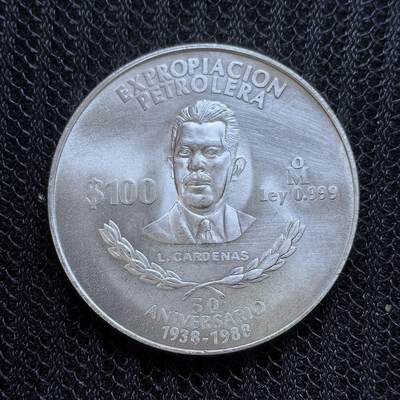 EXPROPIACION
PETROLERA
$100
o
M
Ley 0.999
L. CARDENAS
50
ANIVERSARIO
1938-1988